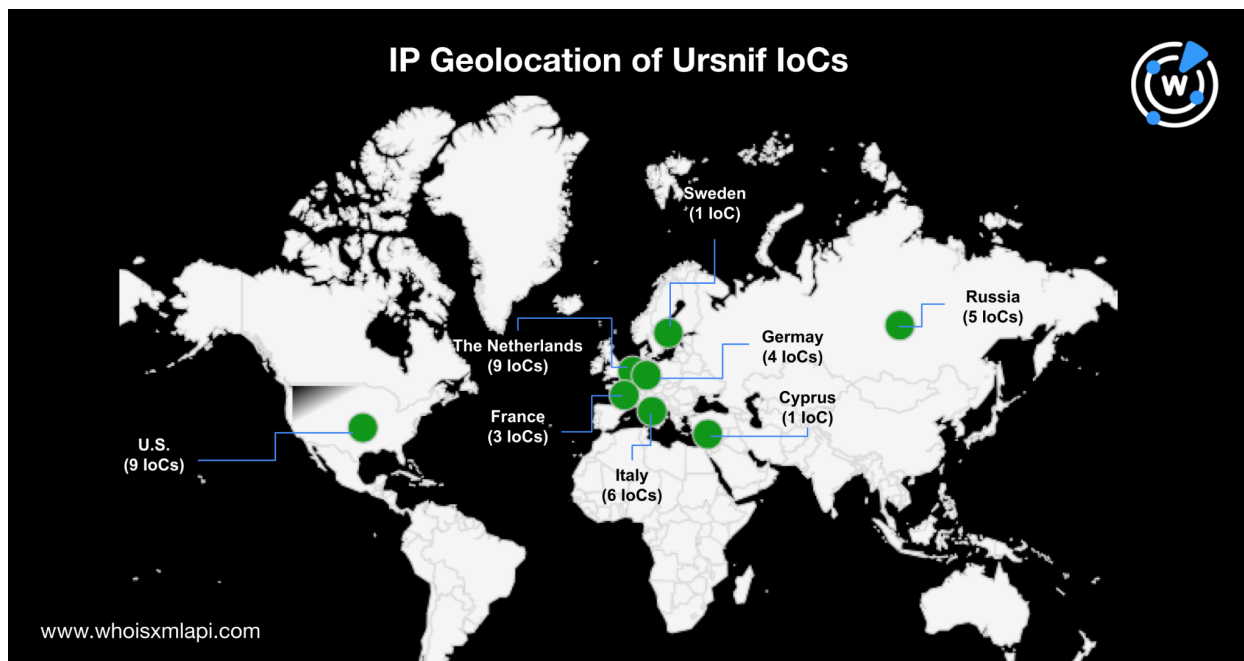 IP Geolocation of Ursnif IoCs
W
Sweden
(1 IoC)
Russia
(5 IoCs)
The Netherlands
(9 IoCs)
Germay
(4 IoCs)
Cyprus
(1 IoC)
France
(3 IoCs)
U.S.
(9 IoCs)
Italy
(6 IoCs)
www.whoisxmlapi.com